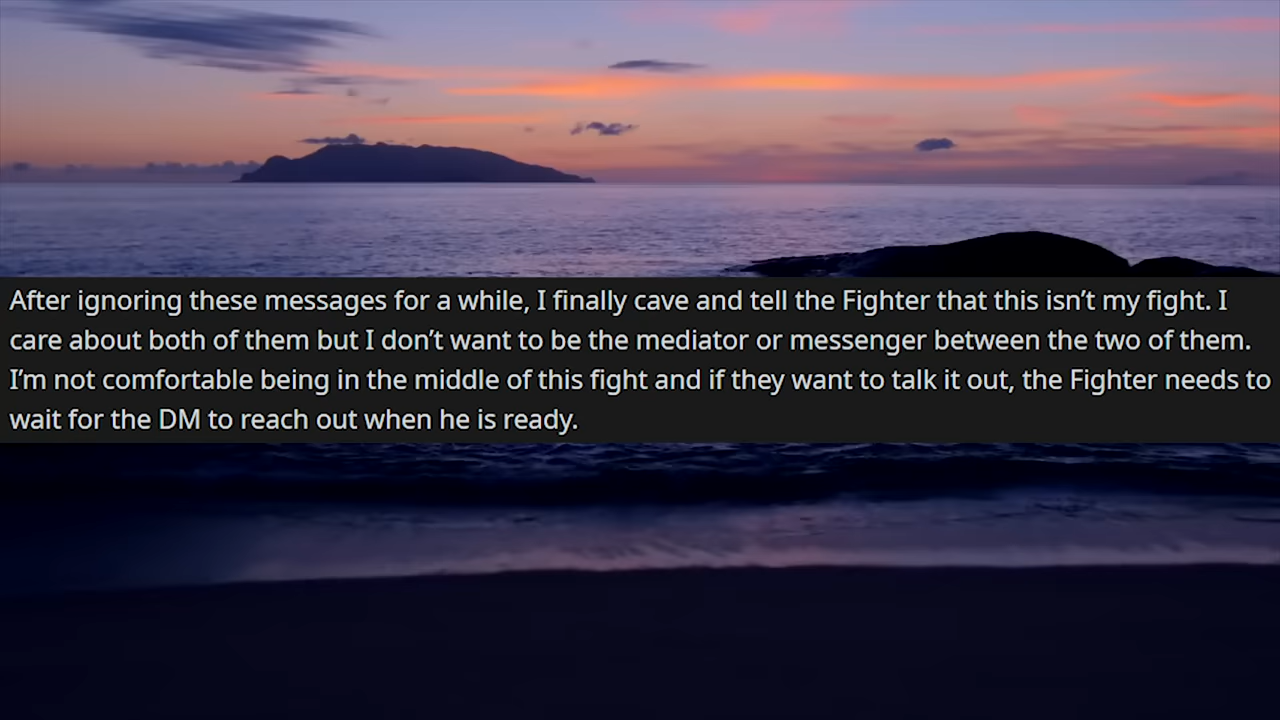 After ignoring these messages for a while, I finally cave and tell the Fighter that this isn’t my fight. I
care about both of them but I don’t want to be the mediator or messenger between the two of them.
I’m not comfortable being in the middle of this fight and if they want to talk it out, the Fighter needs to
wait for the DM to reach out when he is ready.